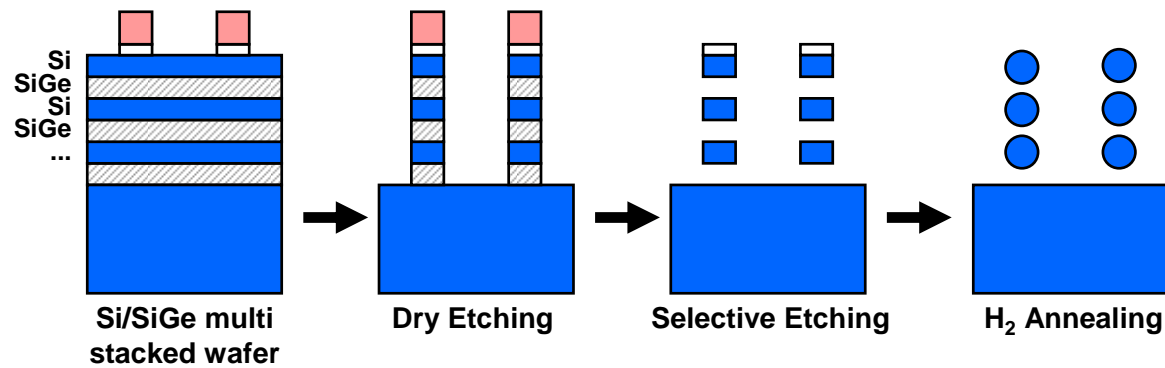 Si
SiGe
Si
SiGe
...
Si/SiGe multi
stacked wafer
Dry Etching
Selective Etching
H₂ Annealing